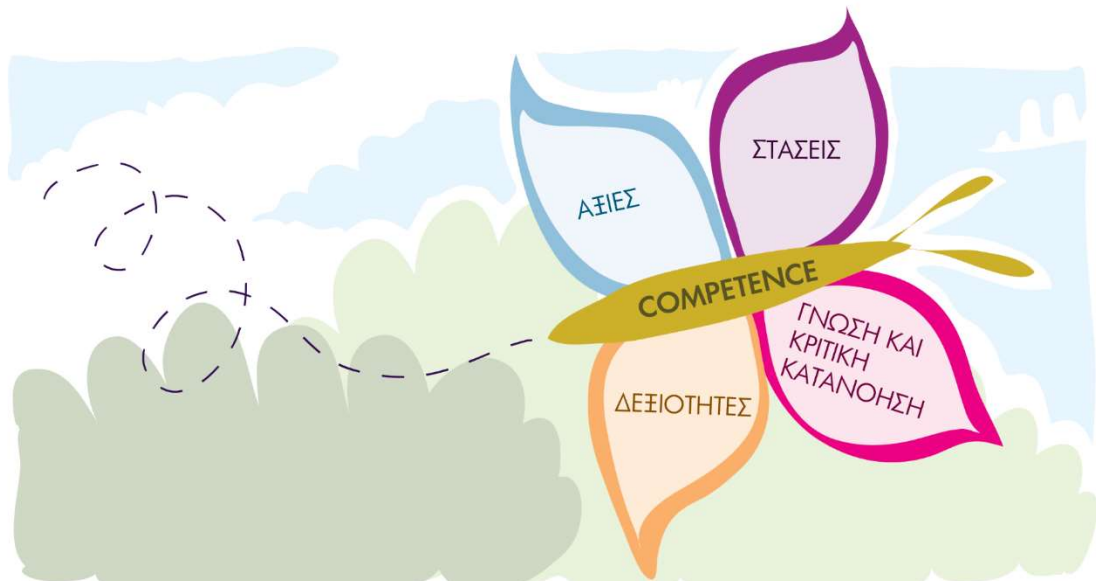 ΑΞΙΕΣ
ΣΤΑΣΕΙΣ
COMPETENCE
ΔΕΞΙΟΤΗΤΕΣ
ΓΝΩΣΗ ΚΑΙ
ΚΡΙΤΙΚΗ
ΚΑΤΑΝΟΗΣΗ